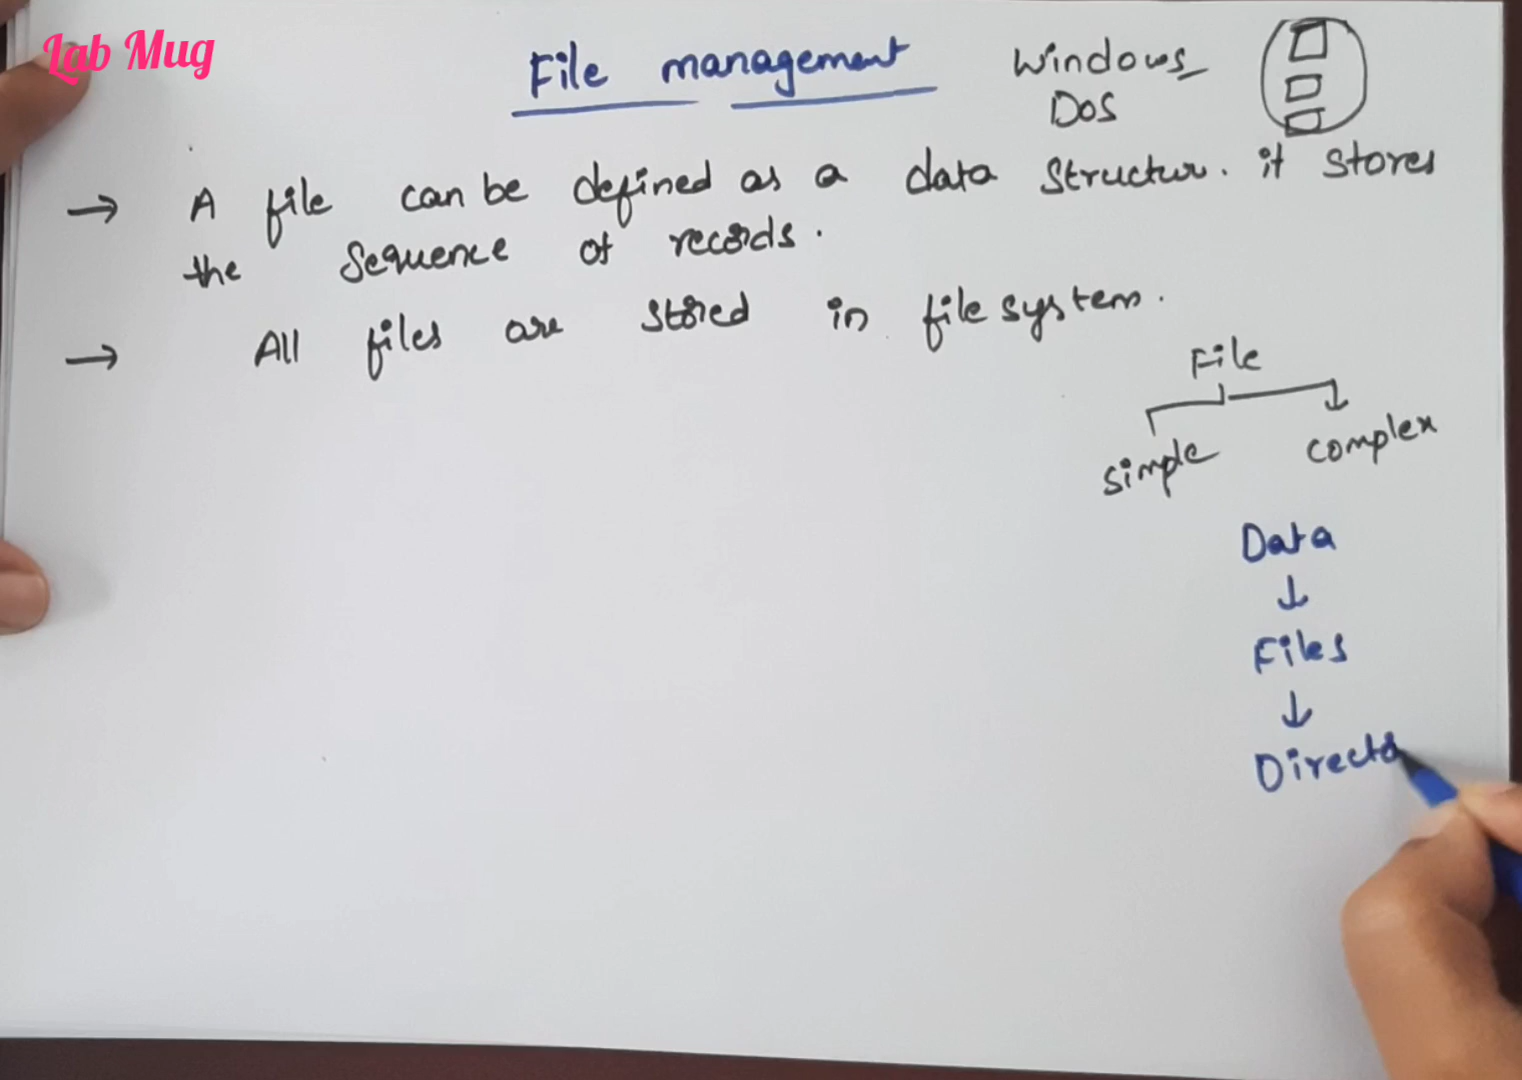 Lab Mug
File management
Windows
DOS
→ A file can be defined as a data structur. it stores
the sequence of records.
→ All files are stored in file system.
File
simple complex
Data
↓
Files
↓
Directo